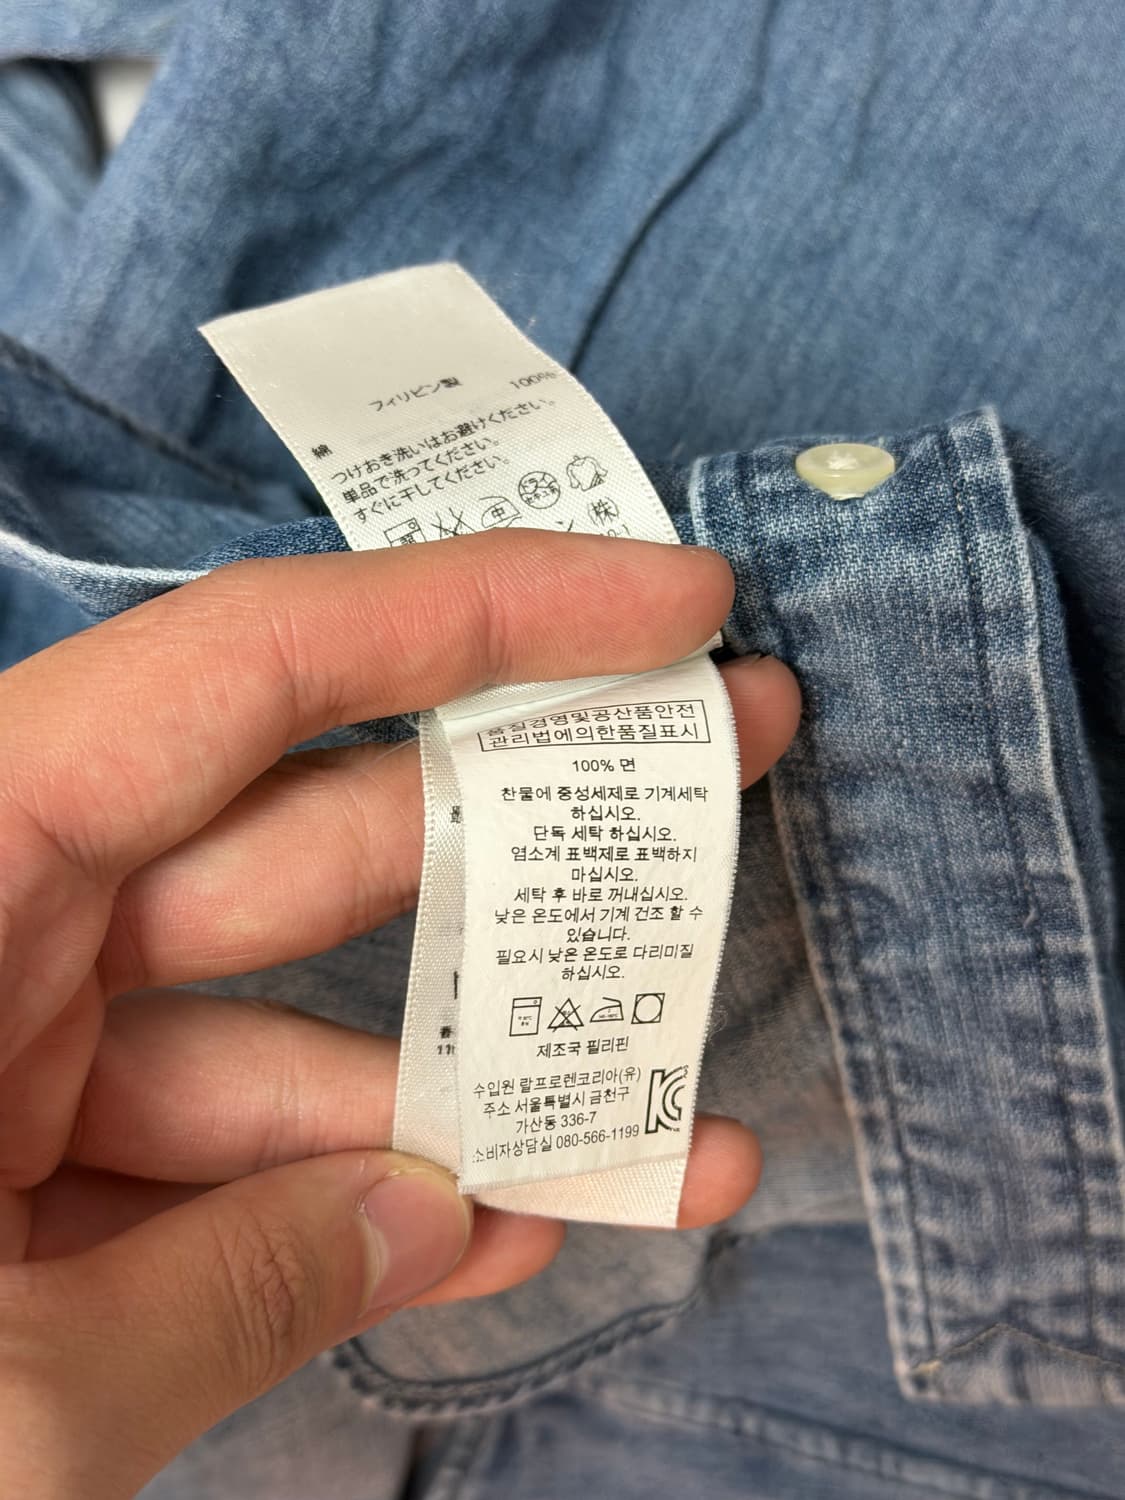 フィリピン製
綿 100%
つけおき洗いはお避けください。
単品で洗ってください。
すぐに干してください。
中
(株)
품질경영및공산품안전
관리법에의한품질표시
100% 면
찬물에 중성세제로 기계세탁
하십시오.
단독 세탁 하십시오.
염소계 표백제로 표백하지
마십시오.
세탁 후 바로 꺼내십시오.
낮은 온도에서 기계 건조 할 수
있습니다.
필요시 낮은 온도로 다리미질
하십시오.
제조국 필리핀
수입원 랄프로렌코리아(유)
주소 서울특별시 금천구
가산동 336-7
소비자상담실 080-566-1199